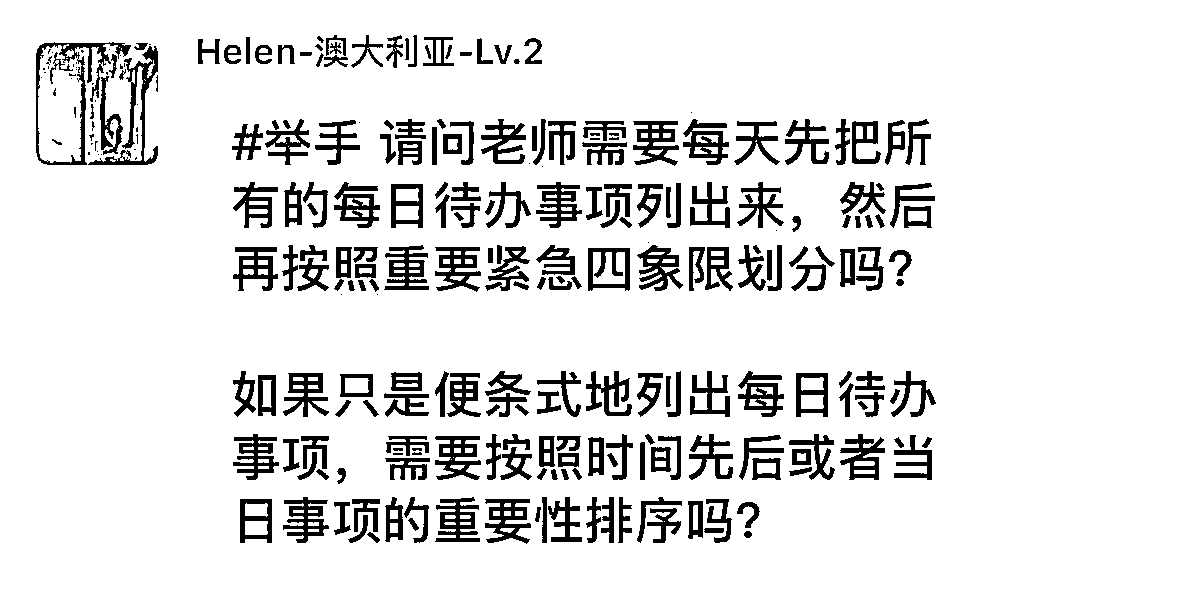 Helen-澳大利亚-Lv.2
#举手 请问老师需要每天先把所
有的每日待办事项列出来，然后
再按照重要紧急四象限划分吗？
如果只是便条式地列出每日待办
事项，需要按照时间先后或者当
日事项的重要性排序吗？